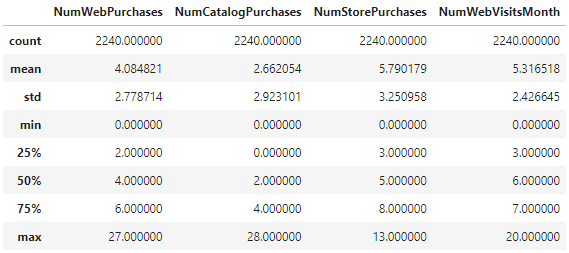 NumWebPurchases NumCatalogPurchases NumStorePurchases NumWebVisitsMonth
count 2240.000000 2240.000000 2240.000000 2240.000000
mean 4.084821 2.662054 5.790179 5.316518
std 2.778714 2.923101 3.250958 2.426645
min 0.000000 0.000000 0.000000 0.000000
25% 2.000000 0.000000 3.000000 3.000000
50% 4.000000 2.000000 5.000000 6.000000
75% 6.000000 4.000000 8.000000 7.000000
max 27.000000 28.000000 13.000000 20.000000